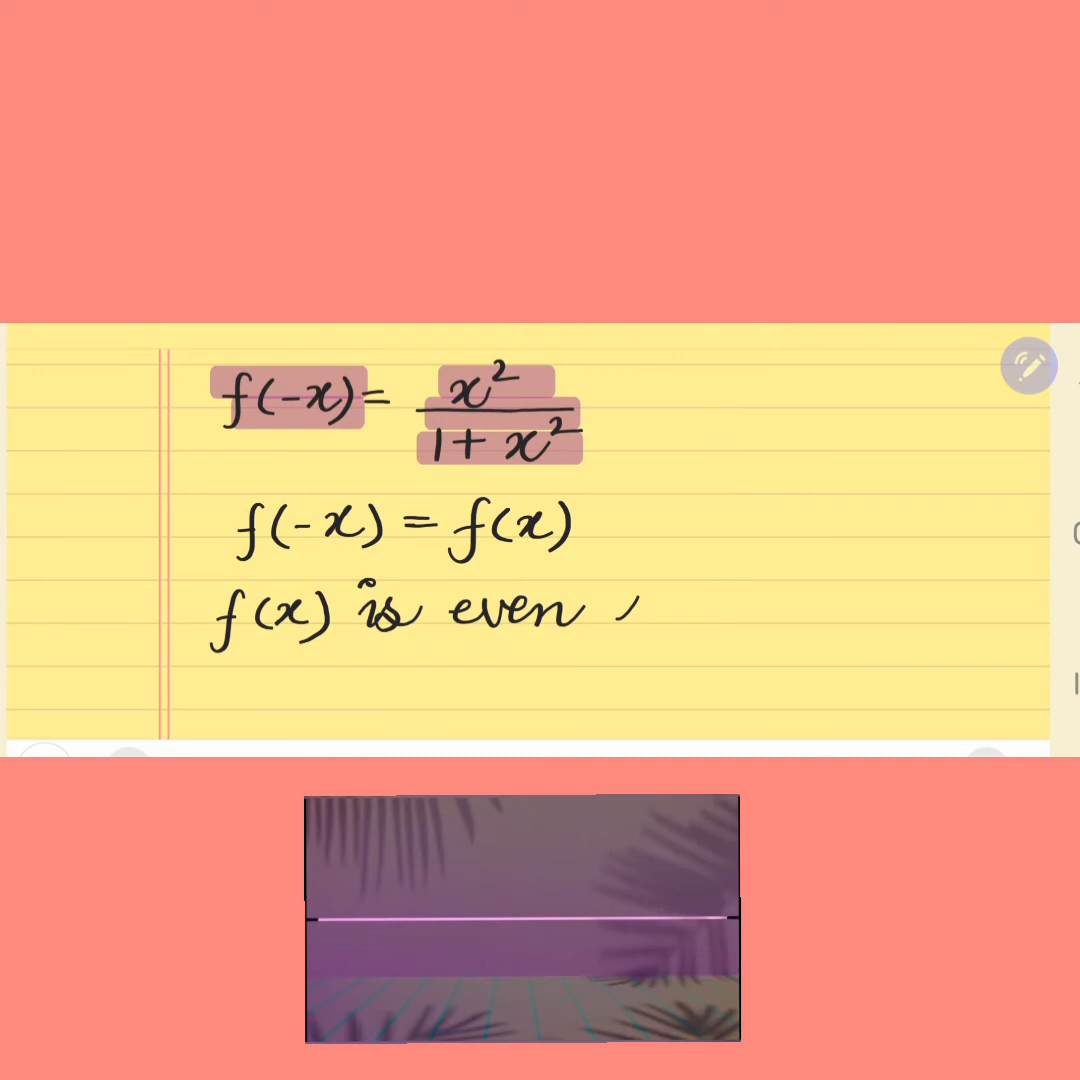 f(-x) = x²/(1 + x²)
f(-x) = f(x)
f(x) is even